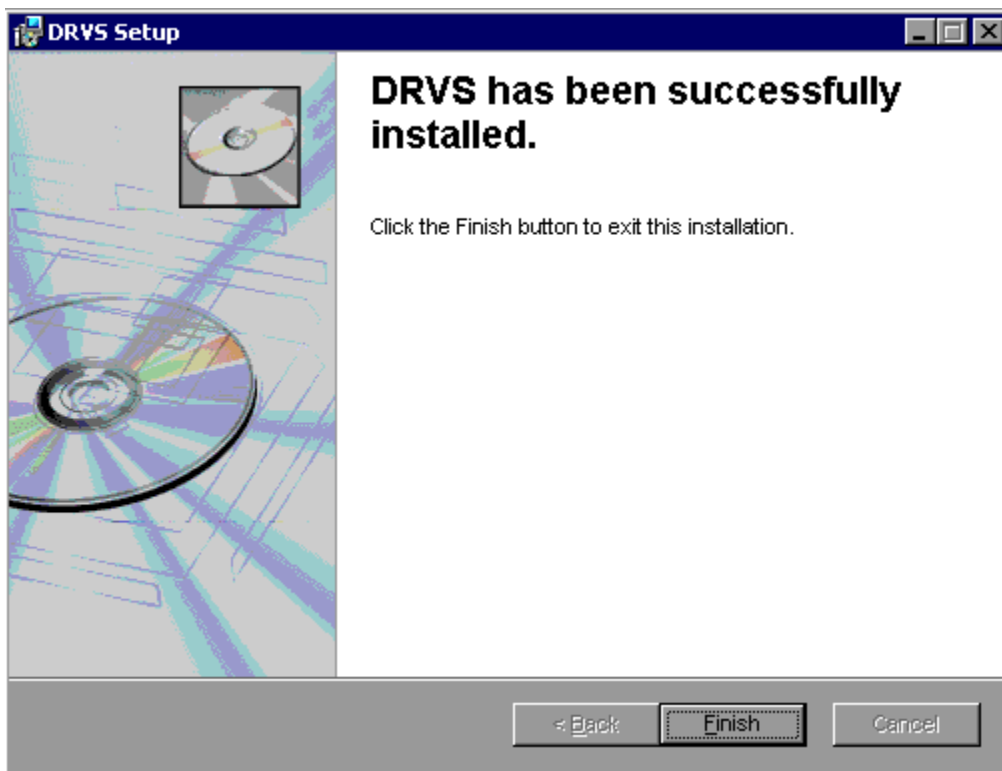 DRVS Setup
DRVS has been successfully
installed.
Click the Finish button to exit this installation.
< Back
Finish
Cancel